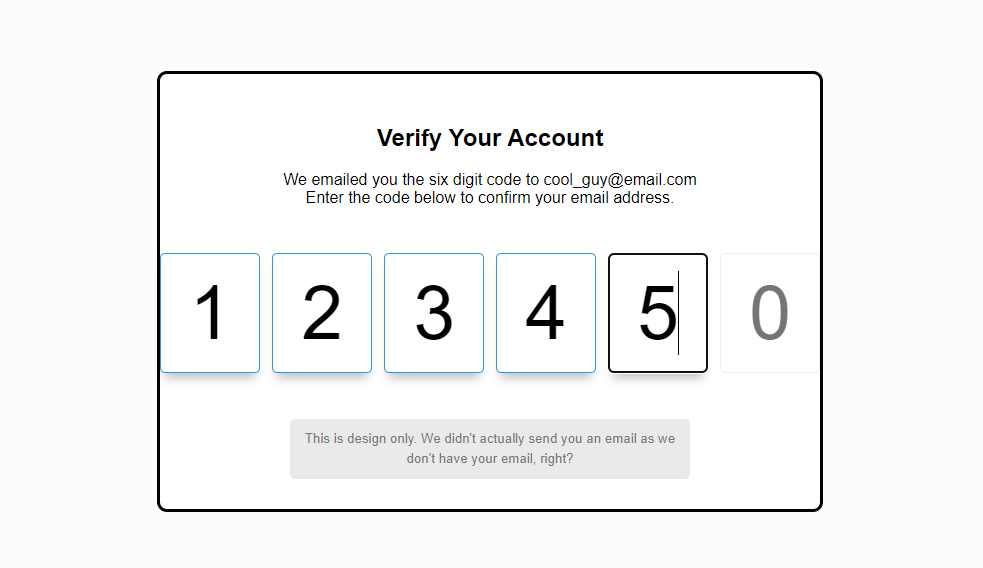 Verify Your Account
We emailed you the six digit code to cool_guy@email.com
Enter the code below to confirm your email address.
1 2 3 4 5 0
This is design only. We didn't actually send you an email as we
don't have your email, right?